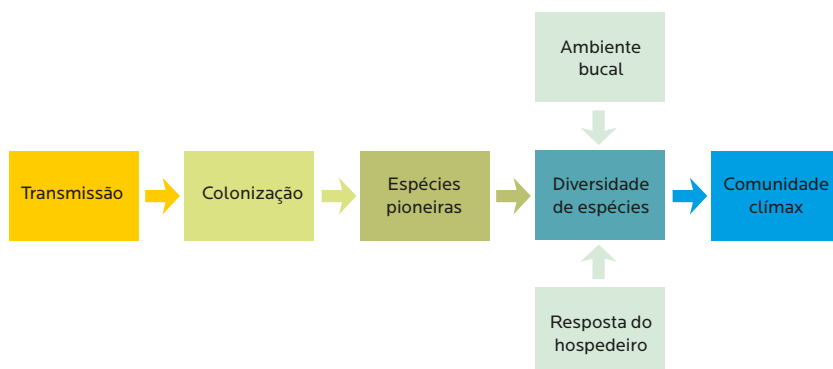 Ambiente
bucal
Transmissão
Colonização
Espécies
pioneiras
Diversidade
de espécies
Comunidade
clímax
Resposta do
hospedeiro